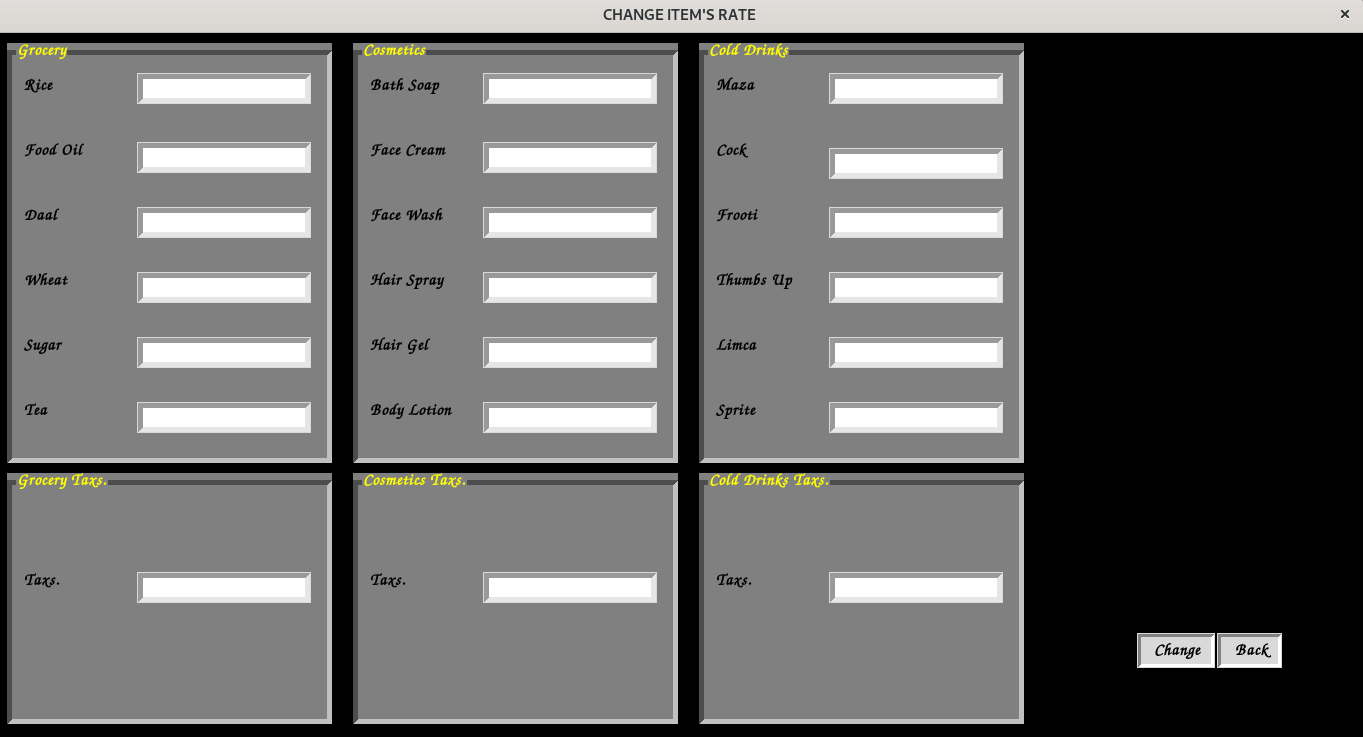 CHANGE ITEM'S RATE
Grocery
Rice
Food Oil
Daal
Wheat
Sugar
Tea
Cosmetics
Bath Soap
Face Cream
Face Wash
Hair Spray
Hair Gel
Body Lotion
Cold Drinks
Maza
Cock
Frooti
Thumbs Up
Limca
Sprite
Grocery Taxs.
Taxs.
Cosmetics Taxs.
Taxs.
Cold Drinks Taxs.
Taxs.
Change
Back